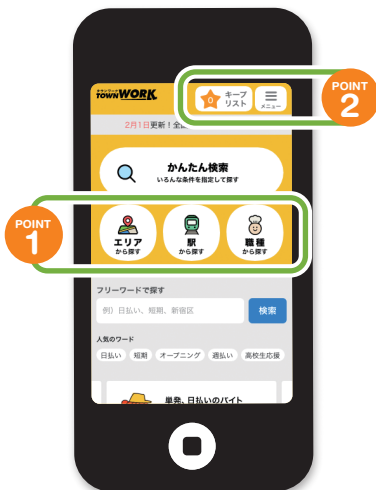 タウンワーク
TOWNWORK
0
キープ
リスト
メニュー
POINT
2
2月1日更新！全
かんたん検索
いろんな条件を指定して探す
POINT
1
エリア
から探す
駅
から探す
職種
から探す
フリーワードで探す
例）日払い、短期、新宿区
検索
人気のワード
日払い
短期
オープニング
週払い
高校生応援
単発、日払いのバイト